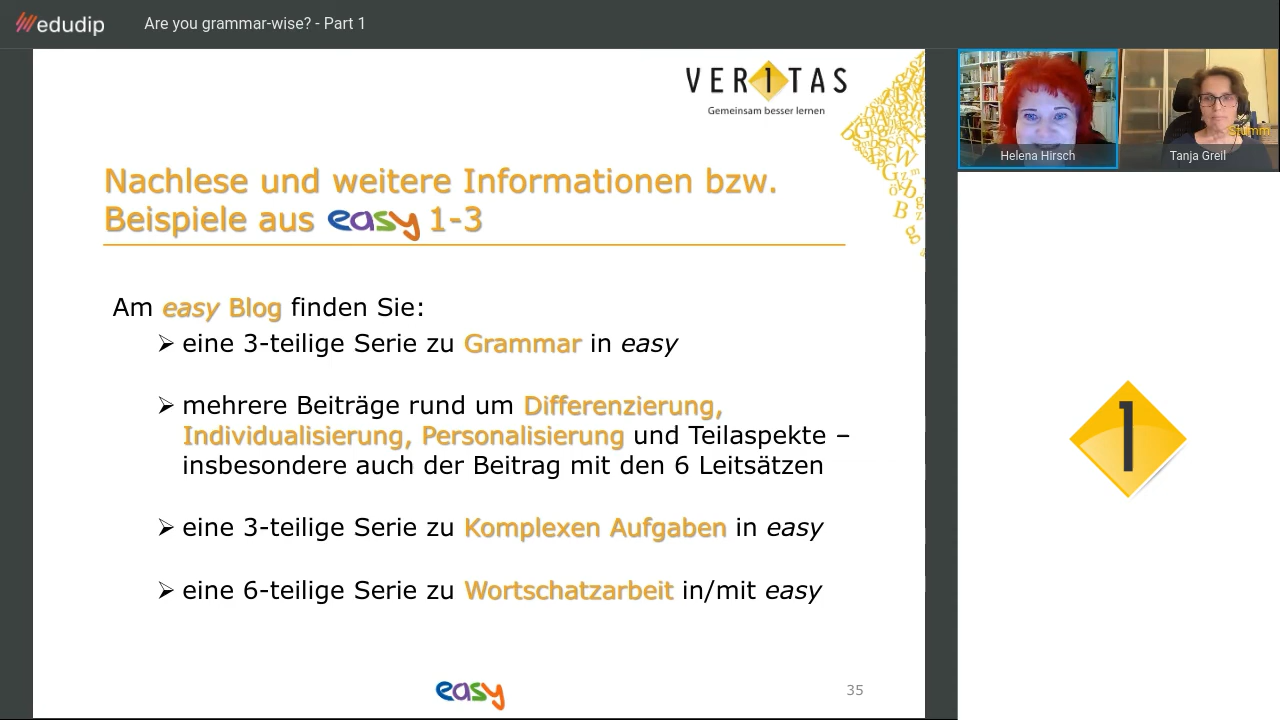 edudip
Are you grammar-wise? - Part 1
VER1TAS
Gemeinsam besser lernen
Nachlese und weitere Informationen bzw.
Beispiele aus easy 1-3
Am easy Blog finden Sie:
➢ eine 3-teilige Serie zu Grammar in easy
➢ mehrere Beiträge rund um Differenzierung,
Individualisierung, Personalisierung und Teilaspekte –
insbesondere auch der Beitrag mit den 6 Leitsätzen
➢ eine 3-teilige Serie zu Komplexen Aufgaben in easy
➢ eine 6-teilige Serie zu Wortschatzarbeit in/mit easy
easy
35
Helena Hirsch
Stumm
Tanja Greil
1